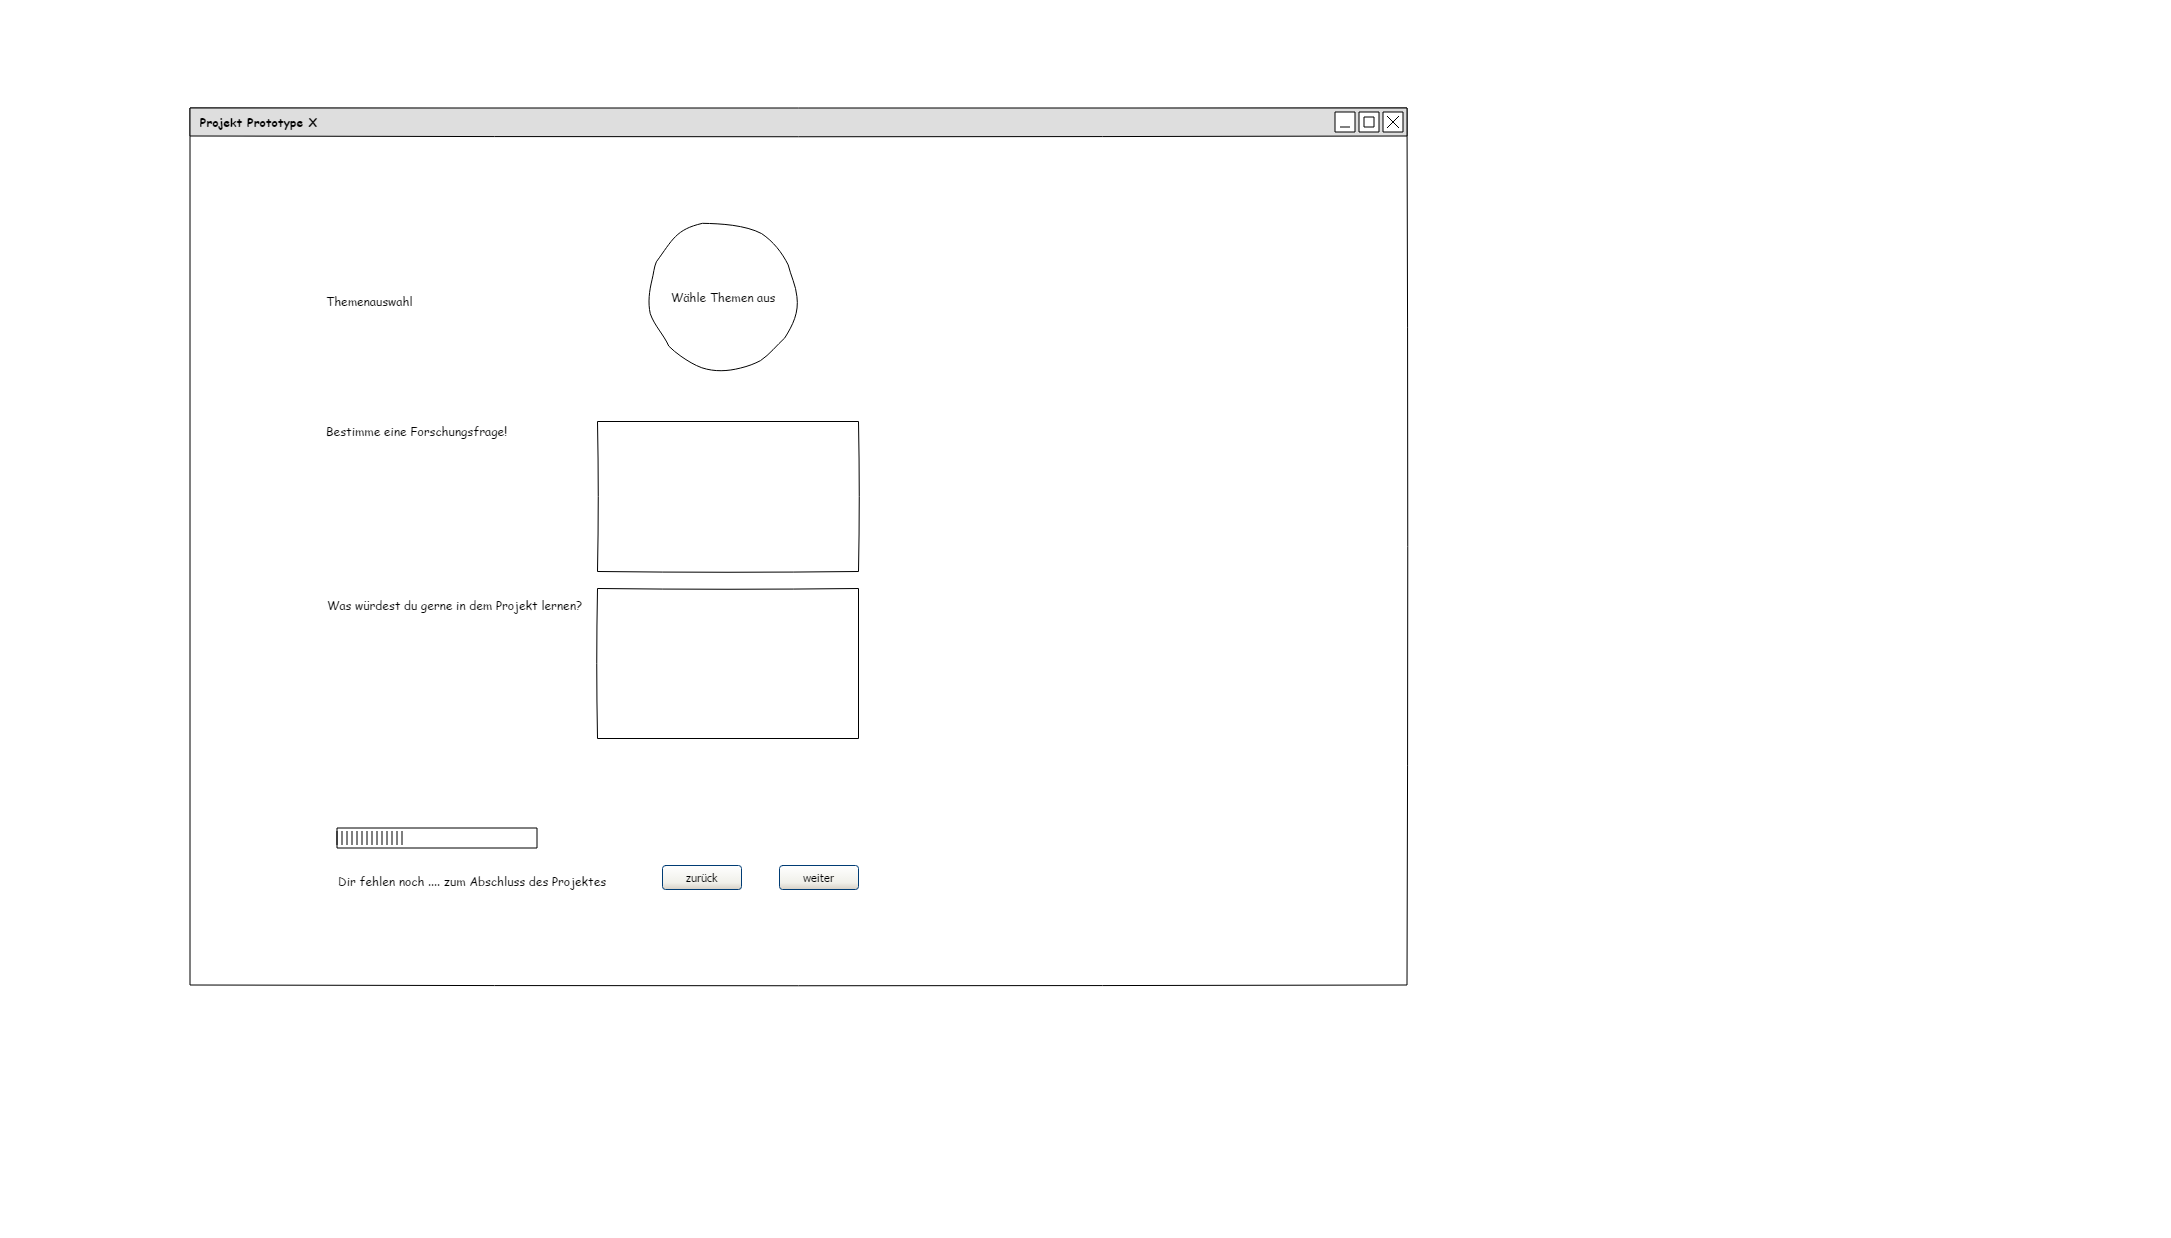 Projekt Prototype X
Themenauswahl
Wähle Themen aus
Bestimme eine Forschungsfrage!
Was würdest du gerne in dem Projekt lernen?
Dir fehlen noch .... zum Abschluss des Projektes
zurück
weiter